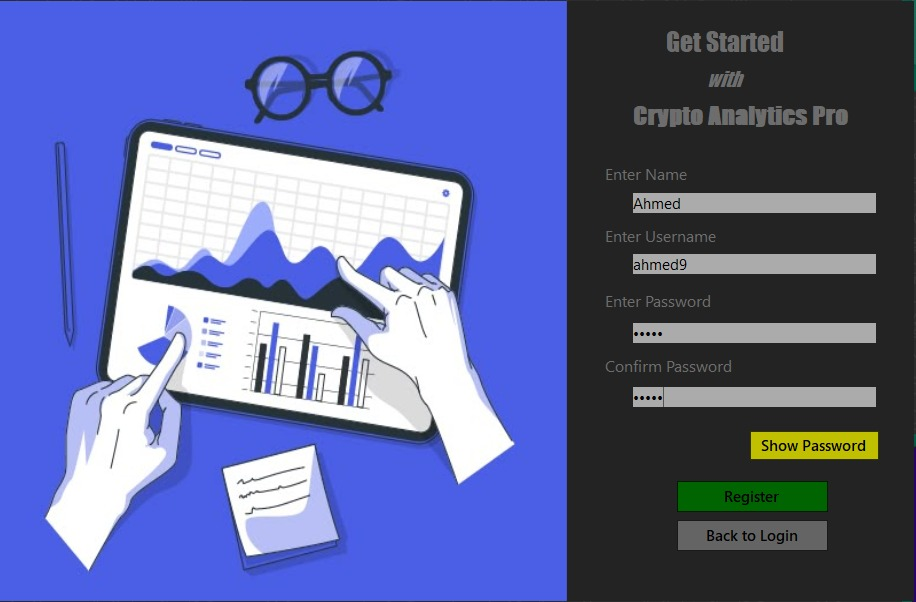 Get Started
with
Crypto Analytics Pro
Enter Name
Ahmed
Enter Username
ahmed9
Enter Password
•••••
Confirm Password
•••••
Show Password
Register
Back to Login